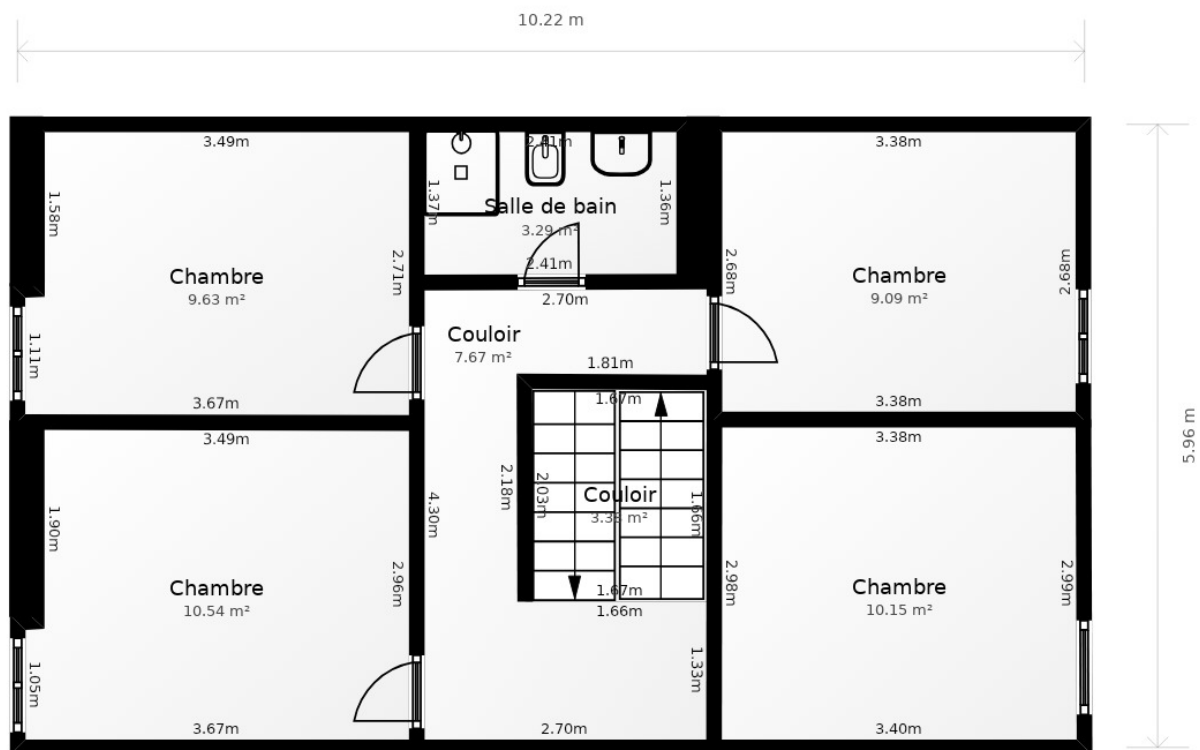 10.22 m
3.49m
2.41m
3.38m
1.58m
1.37m
1.36m
Salle de bain
3.29 m²
2.41m
2.71m
2.68m
2.68m
Chambre
9.63 m²
Chambre
9.09 m²
2.70m
Couloir
7.67 m²
1.11m
1.81m
3.67m
1.67m
3.38m
3.49m
3.38m
5.96 m
4.30m
2.18m
2.03m
Couloir
1.66m
1.90m
2.96m
2.98m
2.99m
Chambre
10.54 m²
1.67m
1.66m
Chambre
10.15 m²
1.05m
1.33m
3.67m
2.70m
3.40m